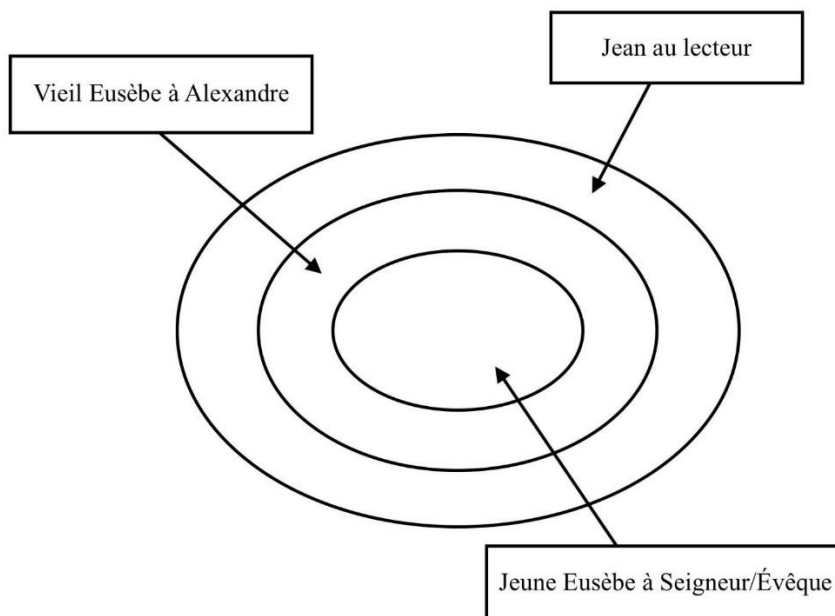 Jean au lecteur
Vieil Eusèbe à Alexandre
Jeune Eusèbe à Seigneur/Évêque